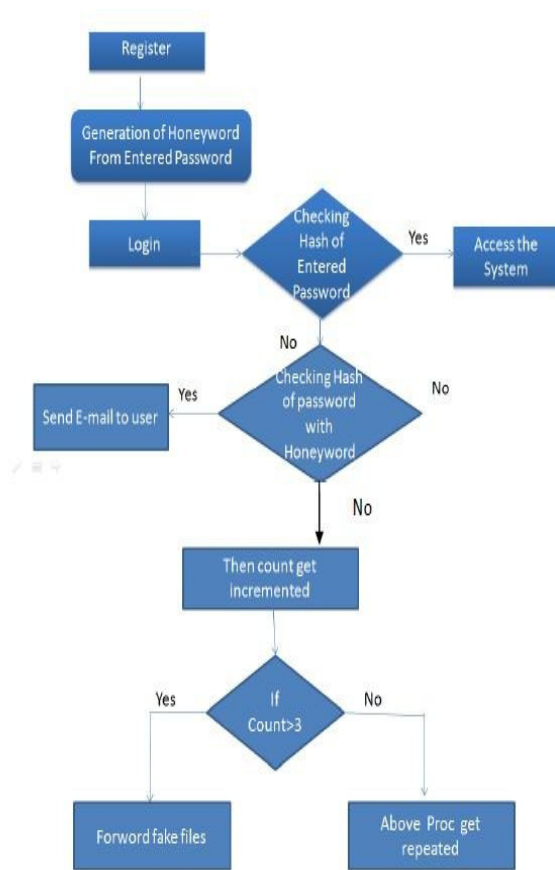 Register
Generation of Honeyword
From Entered Password
Login
Checking
Hash of
Entered
Password
Yes
Access the
System
No
Checking Hash
of password
with
Honeyword
No
Yes
Send E-mail to user
No
Then count get
incremented
If
Count>3
Yes
No
Forword fake files
Above Proc get
repeated